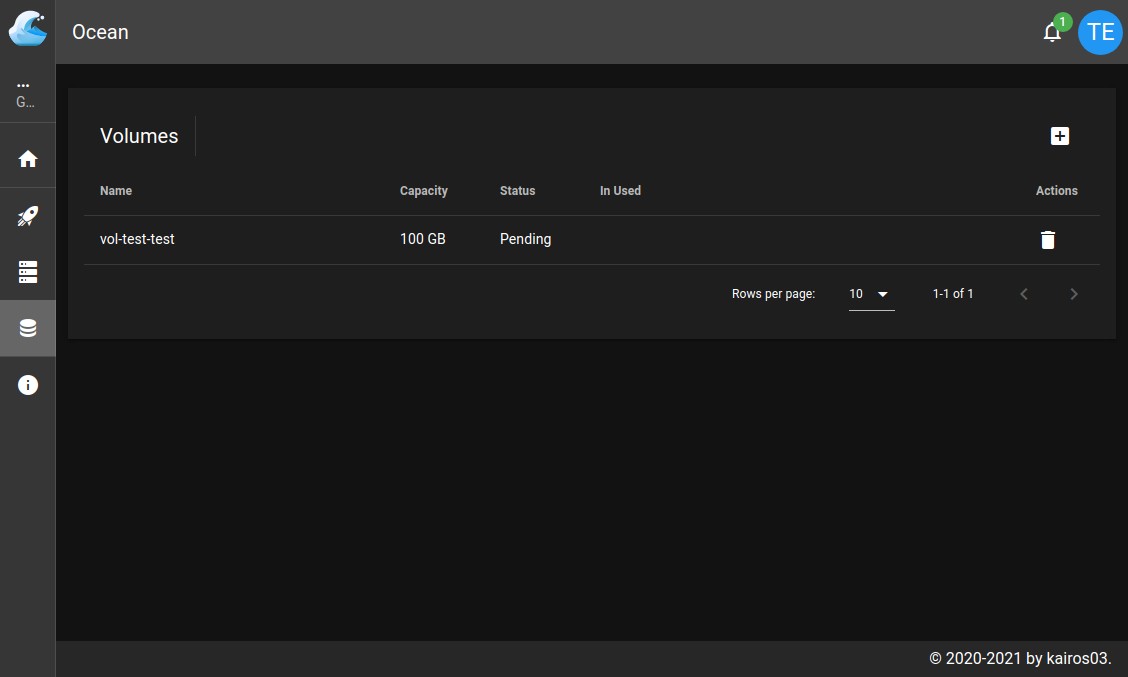 Ocean
1
TE
...
G...
Volumes
Name Capacity Status In Used Actions
vol-test-test 100 GB Pending
Rows per page: 10 1-1 of 1
© 2020-2021 by kairos03.